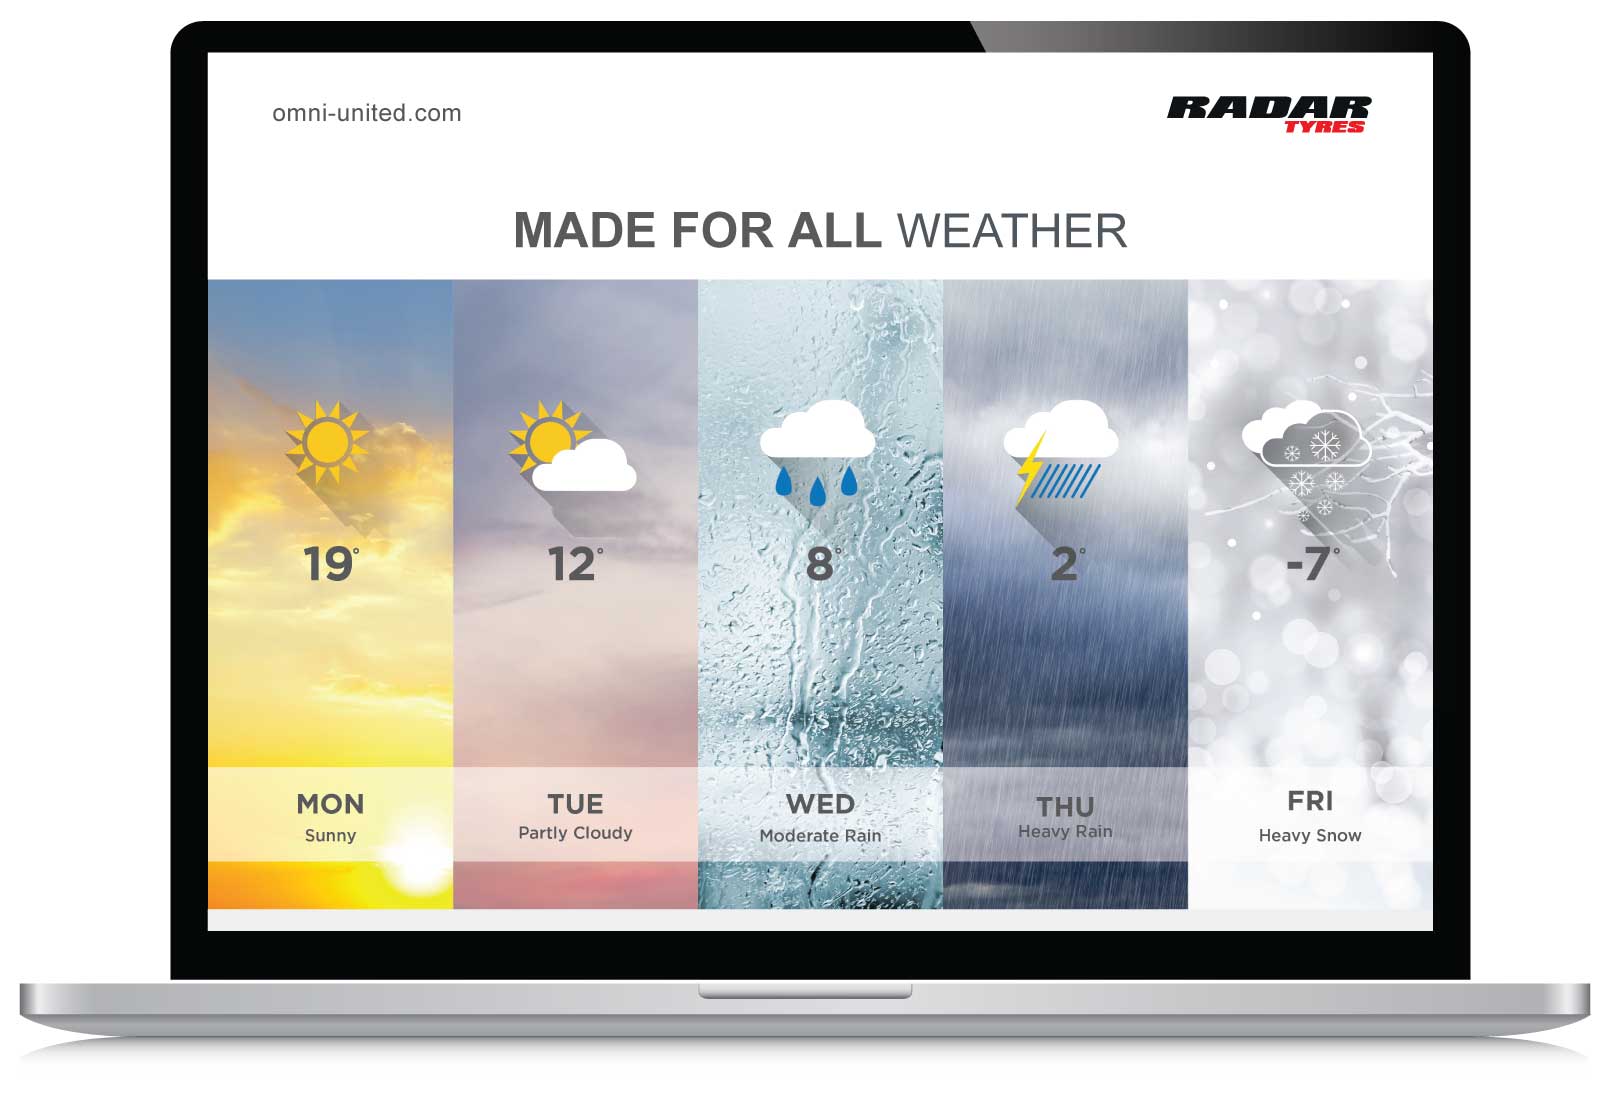 omni-united.com
RADAR
TYRES
MADE FOR ALL WEATHER
19°
12°
8°
2°
-7°
MON
Sunny
TUE
Partly Cloudy
WED
Moderate Rain
THU
Heavy Rain
FRI
Heavy Snow